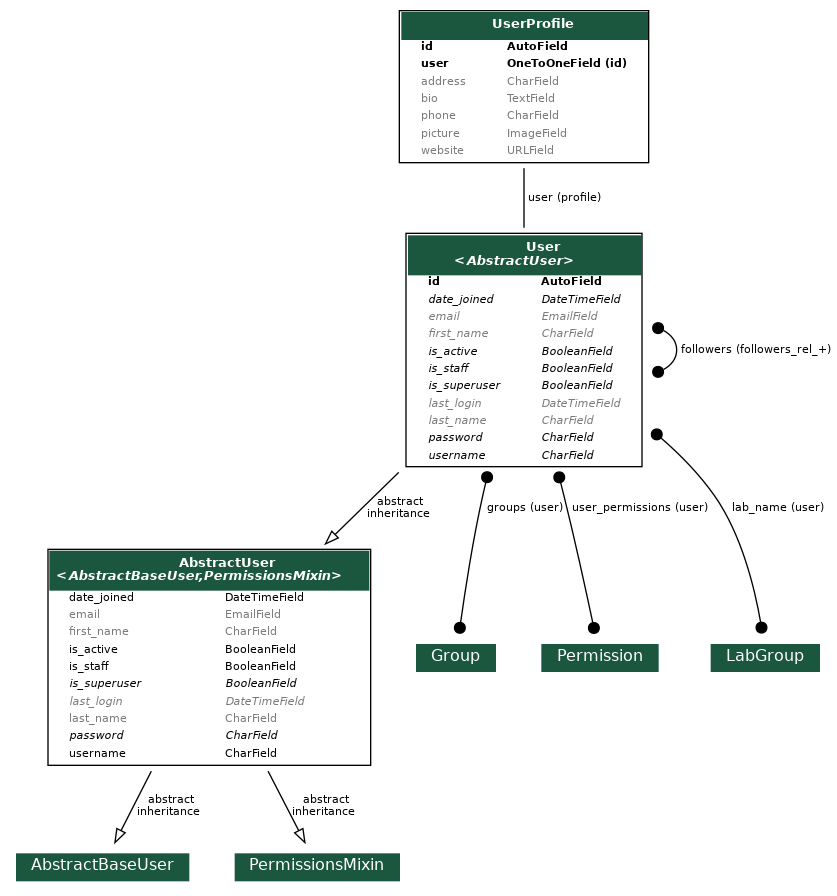 UserProfile
id AutoField
user OneToOneField (id)
address CharField
bio TextField
phone CharField
picture ImageField
website URLField
user (profile)
User
<AbstractUser>
id AutoField
date_joined DateTimeField
email EmailField
first_name CharField
is_active BooleanField
is_staff BooleanField
is_superuser BooleanField
last_login DateTimeField
last_name CharField
password CharField
username CharField
followers (followers_rel_+)
abstract
inheritance
groups (user)
user_permissions (user)
lab_name (user)
AbstractUser
<AbstractBaseUser,PermissionsMixin>
date_joined DateTimeField
email EmailField
first_name CharField
is_active BooleanField
is_staff BooleanField
is_superuser BooleanField
last_login DateTimeField
last_name CharField
password CharField
username CharField
Group
Permission
LabGroup
abstract
inheritance
abstract
inheritance
AbstractBaseUser
PermissionsMixin